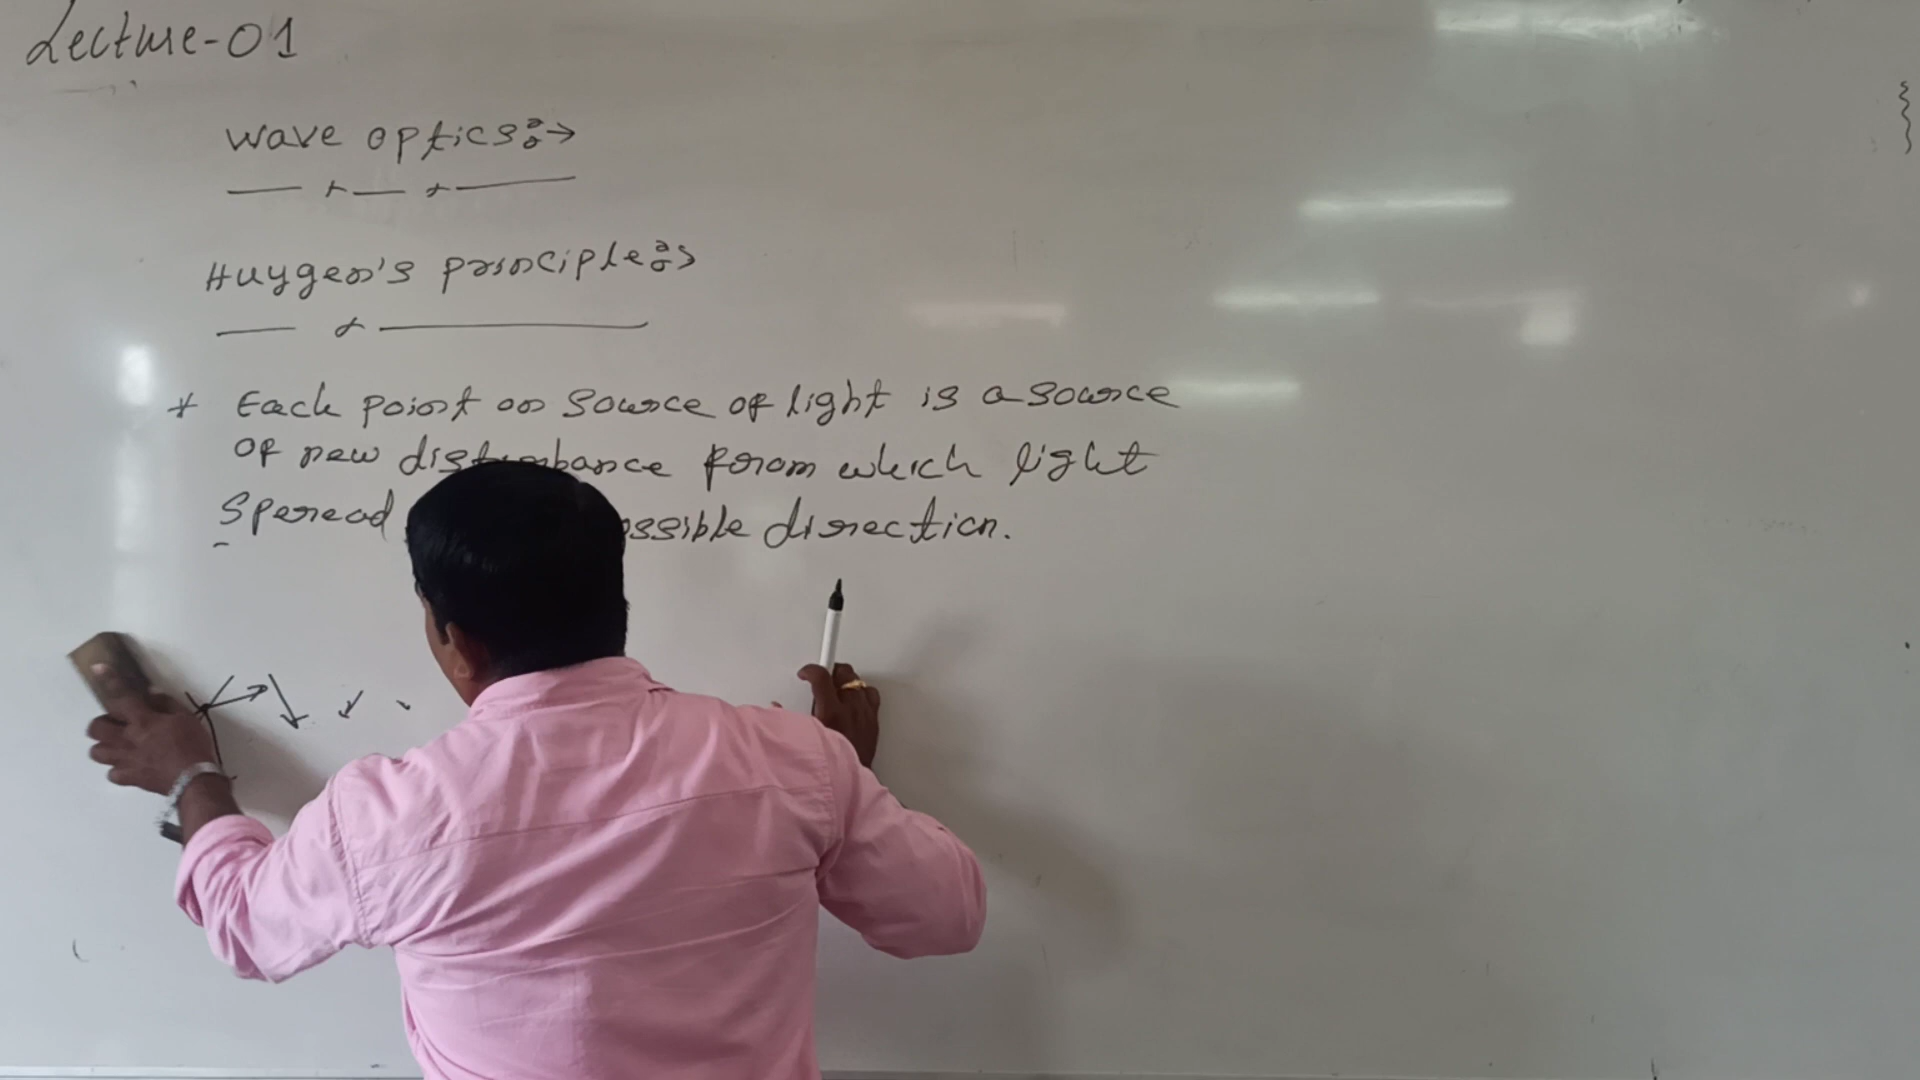 Lecture-01
wave optics:→
Huygen's principle:→
* Each point on source of light is a source
of new disturbance from which light
spread possible direction.